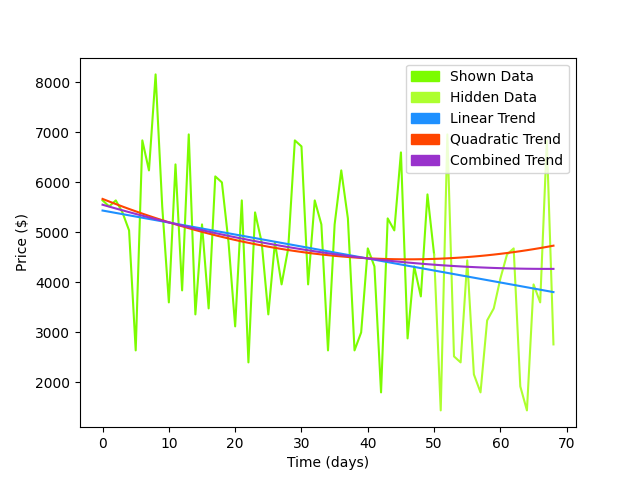 8000
7000
6000
5000
4000
3000
2000
Price ($)
0 10 20 30 40 50 60 70
Time (days)
Shown Data
Hidden Data
Linear Trend
Quadratic Trend
Combined Trend